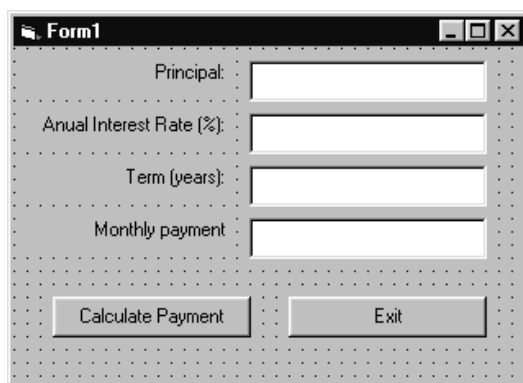 Form1
Principal:
Anual Interest Rate (%):
Term (years):
Monthly payment
Calculate Payment
Exit